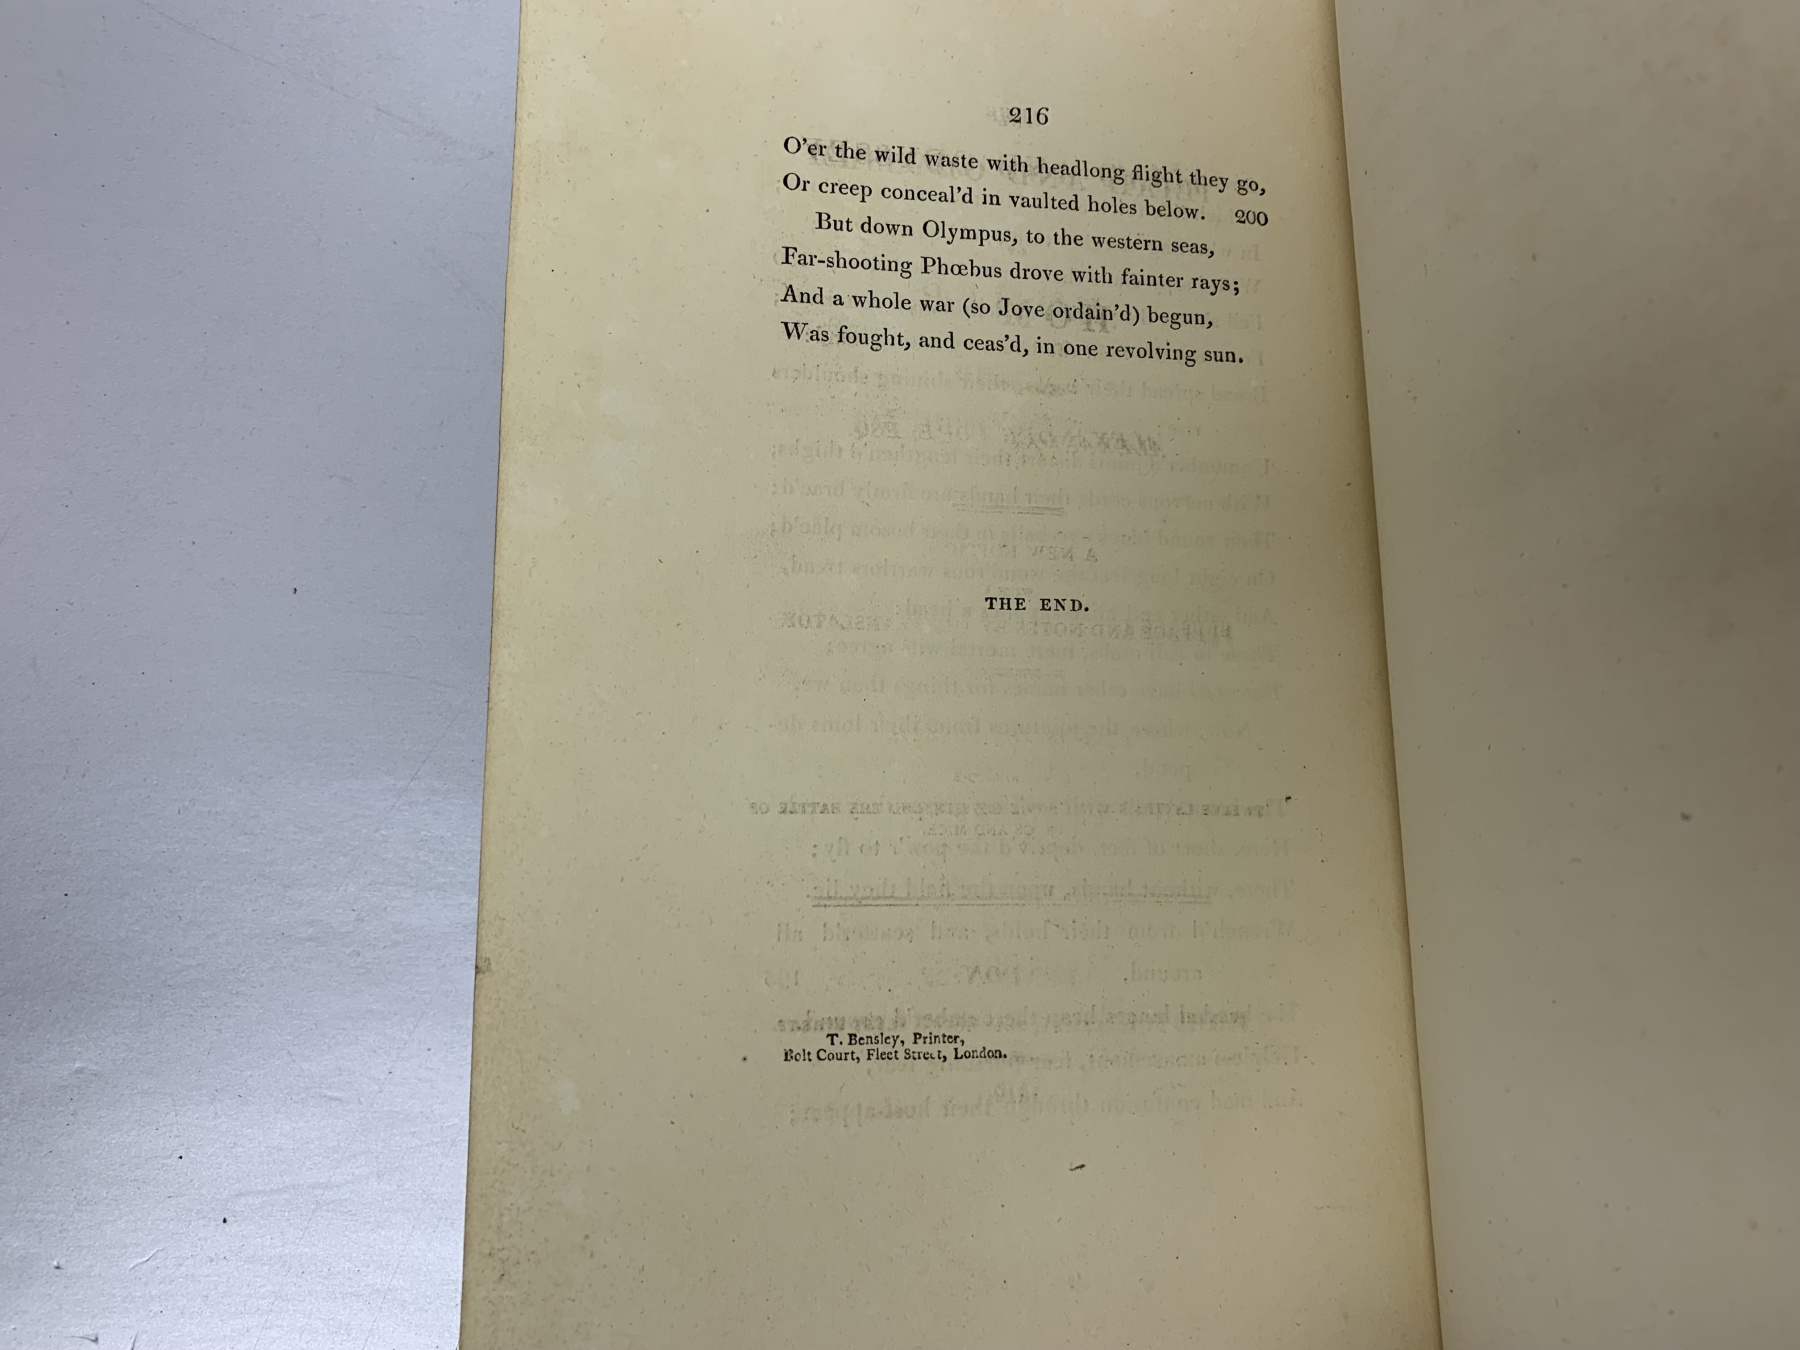 216
O'er the wild waste with headlong flight they go,
Or creep conceal'd in vaulted holes below. 200
But down Olympus, to the western seas,
Far-shooting Phœbus drove with fainter rays;
And a whole war (so Jove ordain'd) begun,
Was fought, and ceas'd, in one revolving sun.
THE END.
T. Bensley, Printer,
Bolt Court, Fleet Street, London.